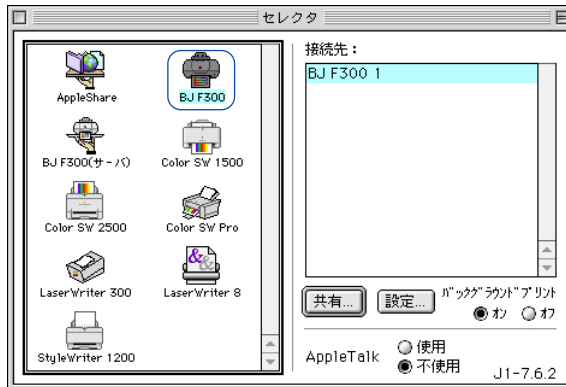 セレクタ
AppleShare
BJ F300
BJ F300(サーバ)
Color SW 1500
Color SW 2500
Color SW Pro
LaserWriter 300
LaserWriter 8
StyleWriter 1200
接続先：
BJ F300 1
共有...
設定...
バックグラウンドプリント
オン
オフ
AppleTalk
使用
不使用
J1-7.6.2